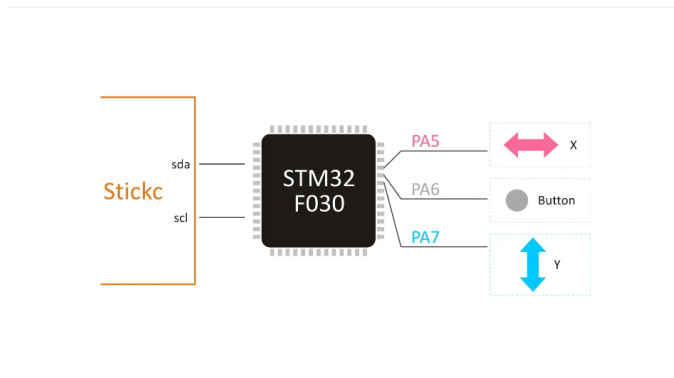 Stickc
sda
scl
STM32
F030
PA5
X
PA6
Button
PA7
Y